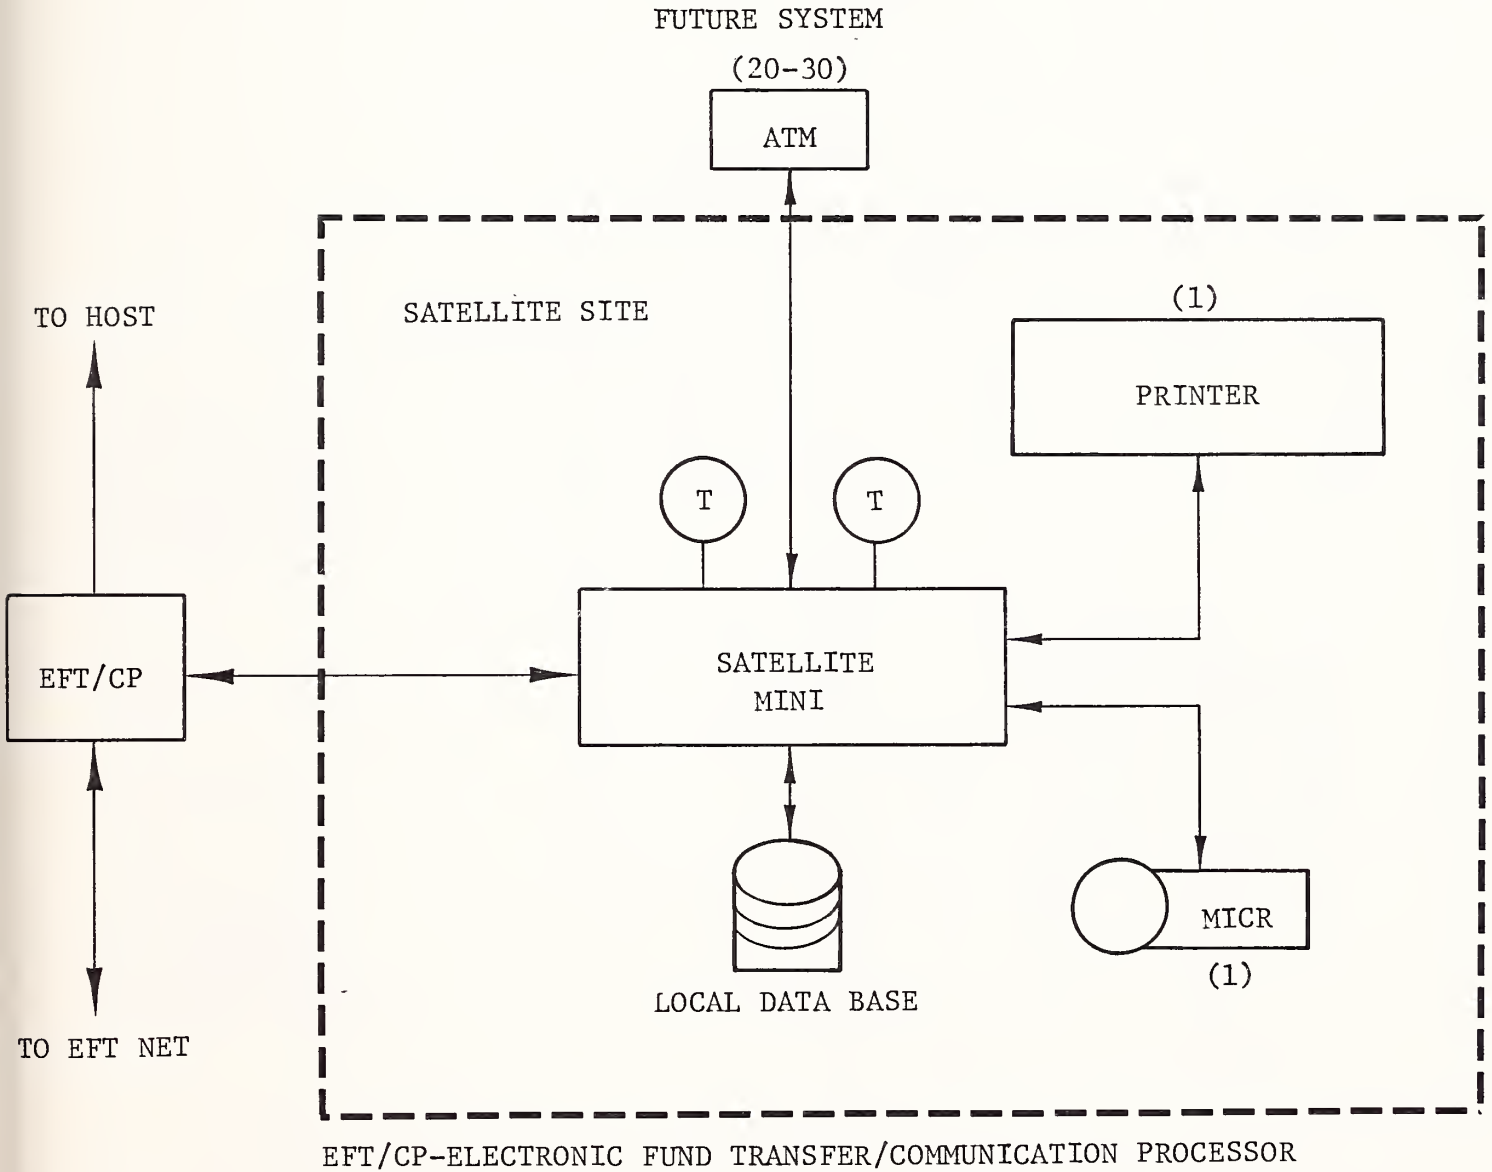 FUTURE SYSTEM
(20-30)
ATM
SATELLITE SITE
TO HOST
(1)
PRINTER
T
T
EFT/CP
SATELLITE
MINI
MICR
(1)
LOCAL DATA BASE
TO EFT NET
EFT/CP-ELECTRONIC FUND TRANSFER/COMMUNICATION PROCESSOR